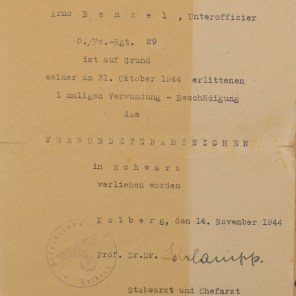 Arno Benzel, Unteroffizier
5./Pz.-Rgt. 29
ist auf Grund
seiner am 31. Oktober 1944 erlittenen
1 maligen Verwundung - Beschädigung
das
VERWUNDETENABZEICHEN
in Schwarz
verliehen worden
Kolberg, den 14. November 1944
Prof. Dr.Dr.
Stabsarzt und Chefarzt